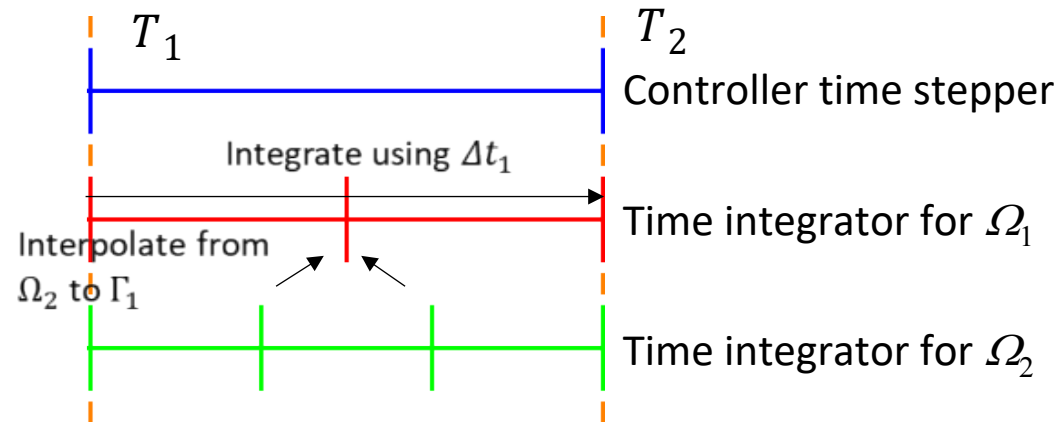 T₁
T₂
Controller time stepper
Integrate using Δt₁
Time integrator for Ω₁
Interpolate from
Ω₂ to Γ₁
Time integrator for Ω₂